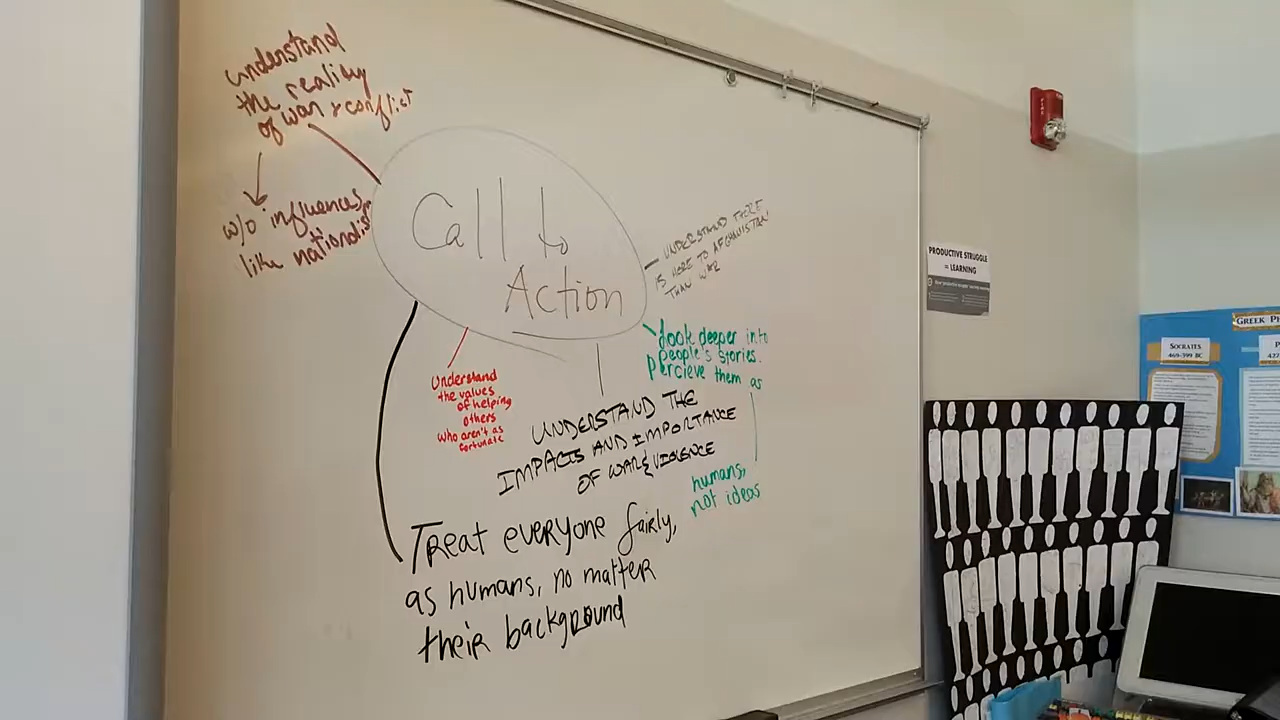 understand
the reality
of war & conflict
w/o influences
like nationalist
Call to
Action
UNDERSTAND THERE
IS MORE TO AFGHANISTAN
THAN WAR
look deeper into
people's stories.
percieve them as
humans,
not ideas
Understand
the values
of helping
others
who aren't as
fortunate
UNDERSTAND THE
IMPACTS AND IMPORTANCE
OF WAR & VIOLENCE
Treat everyone fairly,
as humans, no matter
their background
PRODUCTIVE STRUGGLE
= LEARNING
GREEK
SOCRATES
469-399 BC